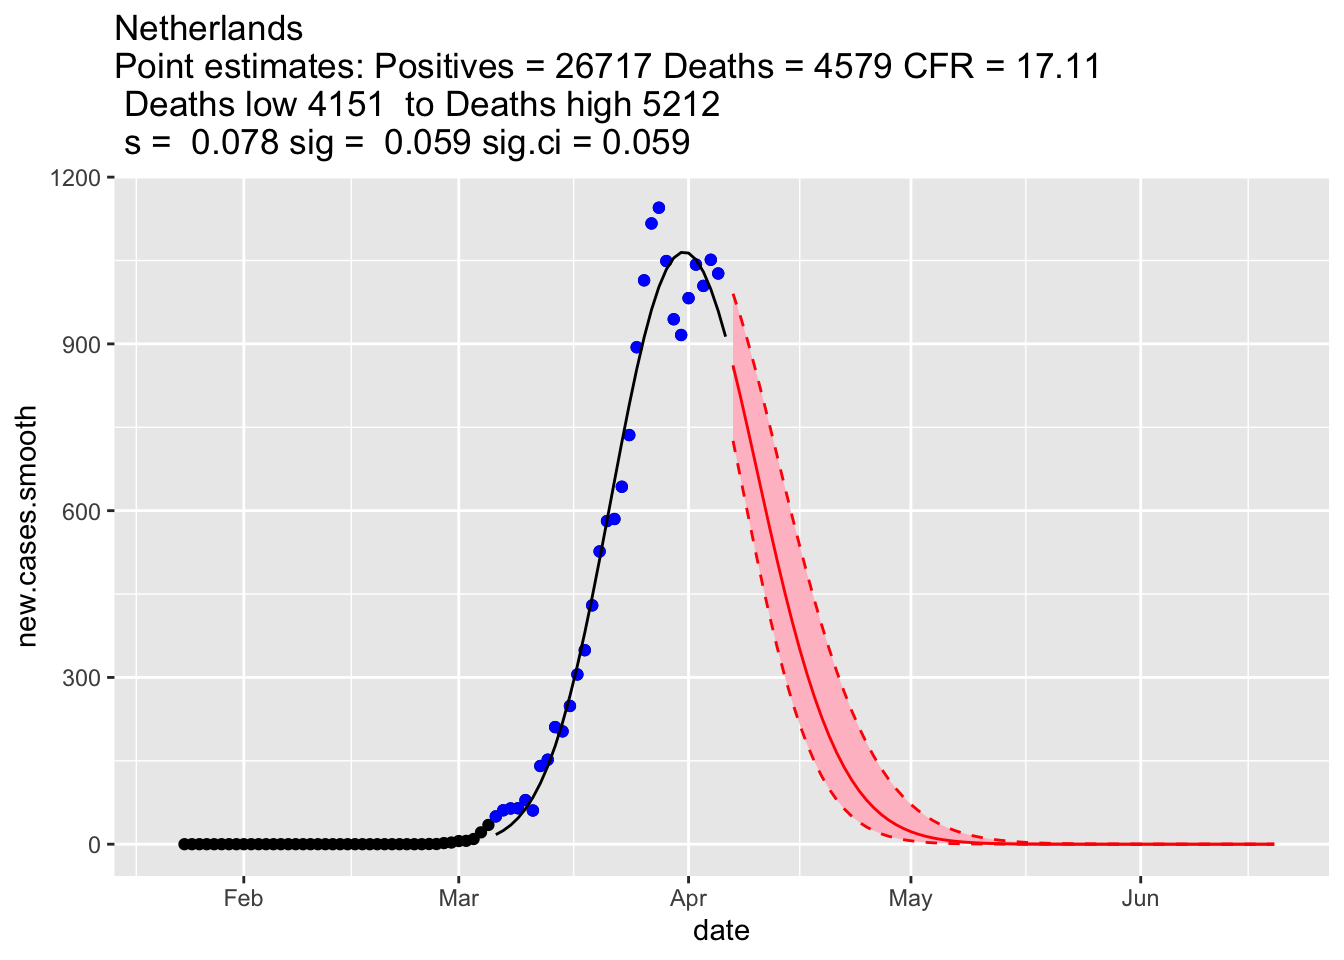 Netherlands
Point estimates: Positives = 26717 Deaths = 4579 CFR = 17.11
Deaths low 4151  to Deaths high 5212
s =  0.078 sig =  0.059 sig.ci = 0.059
1200
900
600
300
0
new.cases.smooth
Feb Mar Apr May Jun
date